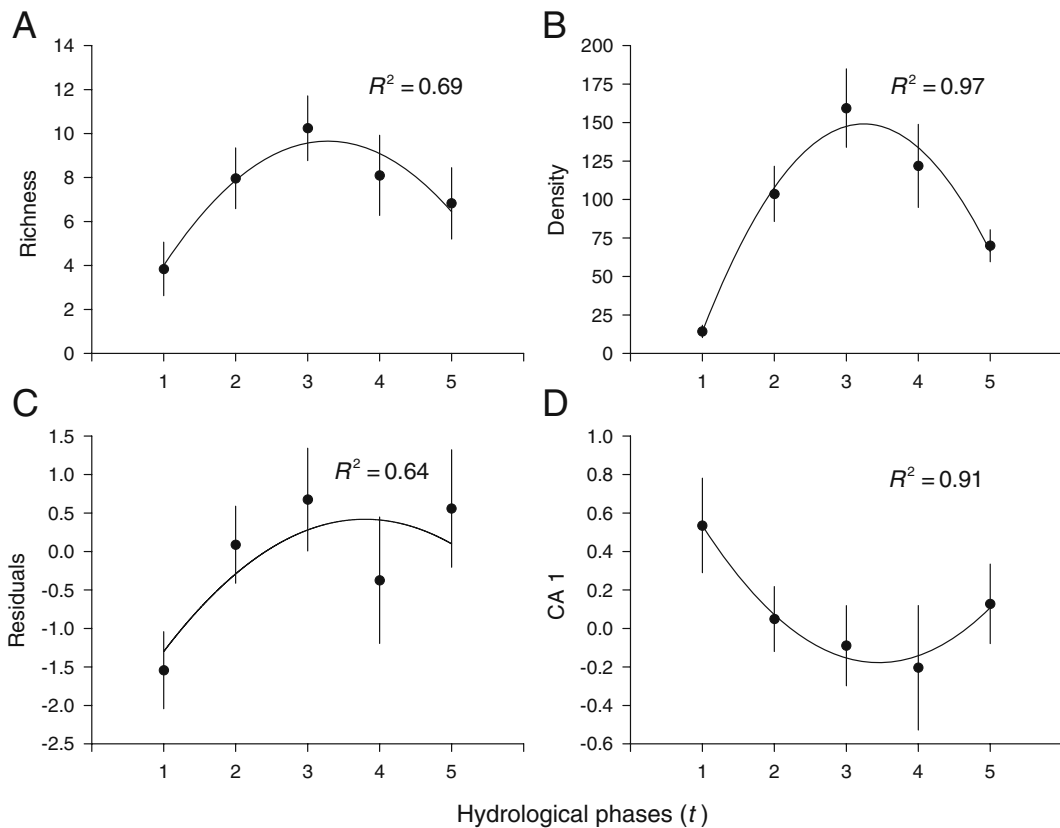 A
B
14
12
10
8
6
4
2
0
Richness
R² = 0.69
1 2 3 4 5
200
175
150
125
100
75
50
25
0
Density
R² = 0.97
1 2 3 4 5
C
D
1.5
1.0
0.5
0.0
-0.5
-1.0
-1.5
-2.0
-2.5
Residuals
R² = 0.64
1 2 3 4 5
1.0
0.8
0.6
0.4
0.2
0.0
-0.2
-0.4
-0.6
CA 1
R² = 0.91
1 2 3 4 5
Hydrological phases (t)